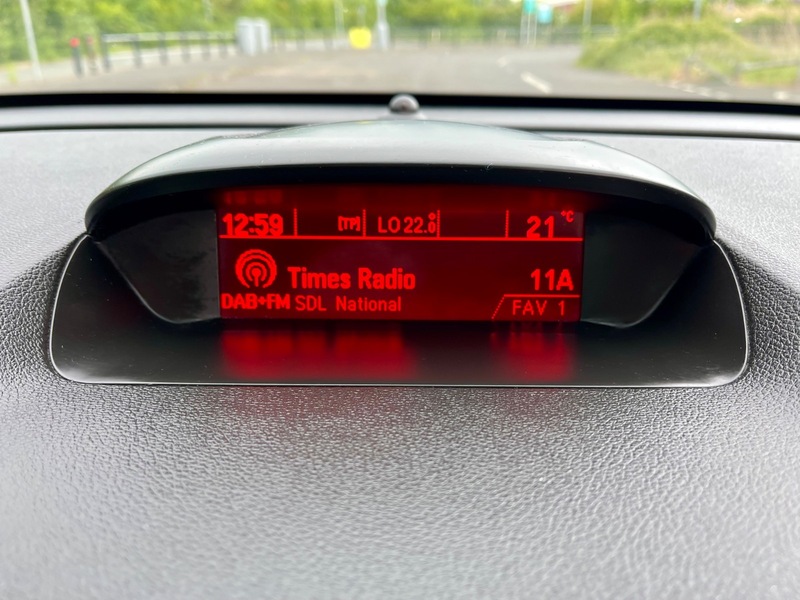 12:59 [TP] LO 22.0 21 °C
Times Radio 11A
DAB+FM SDL National FAV 1